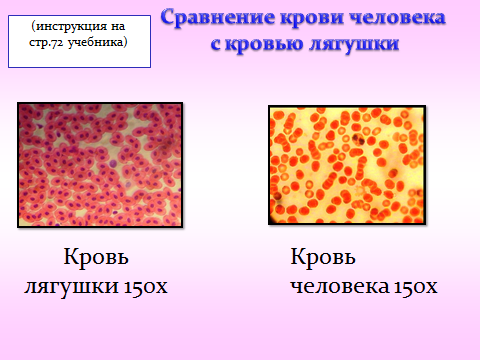 (инструкция на
стр.72 учебника)
Сравнение крови человека
с кровью лягушки
Кровь
лягушки 150х
Кровь
человека 150х